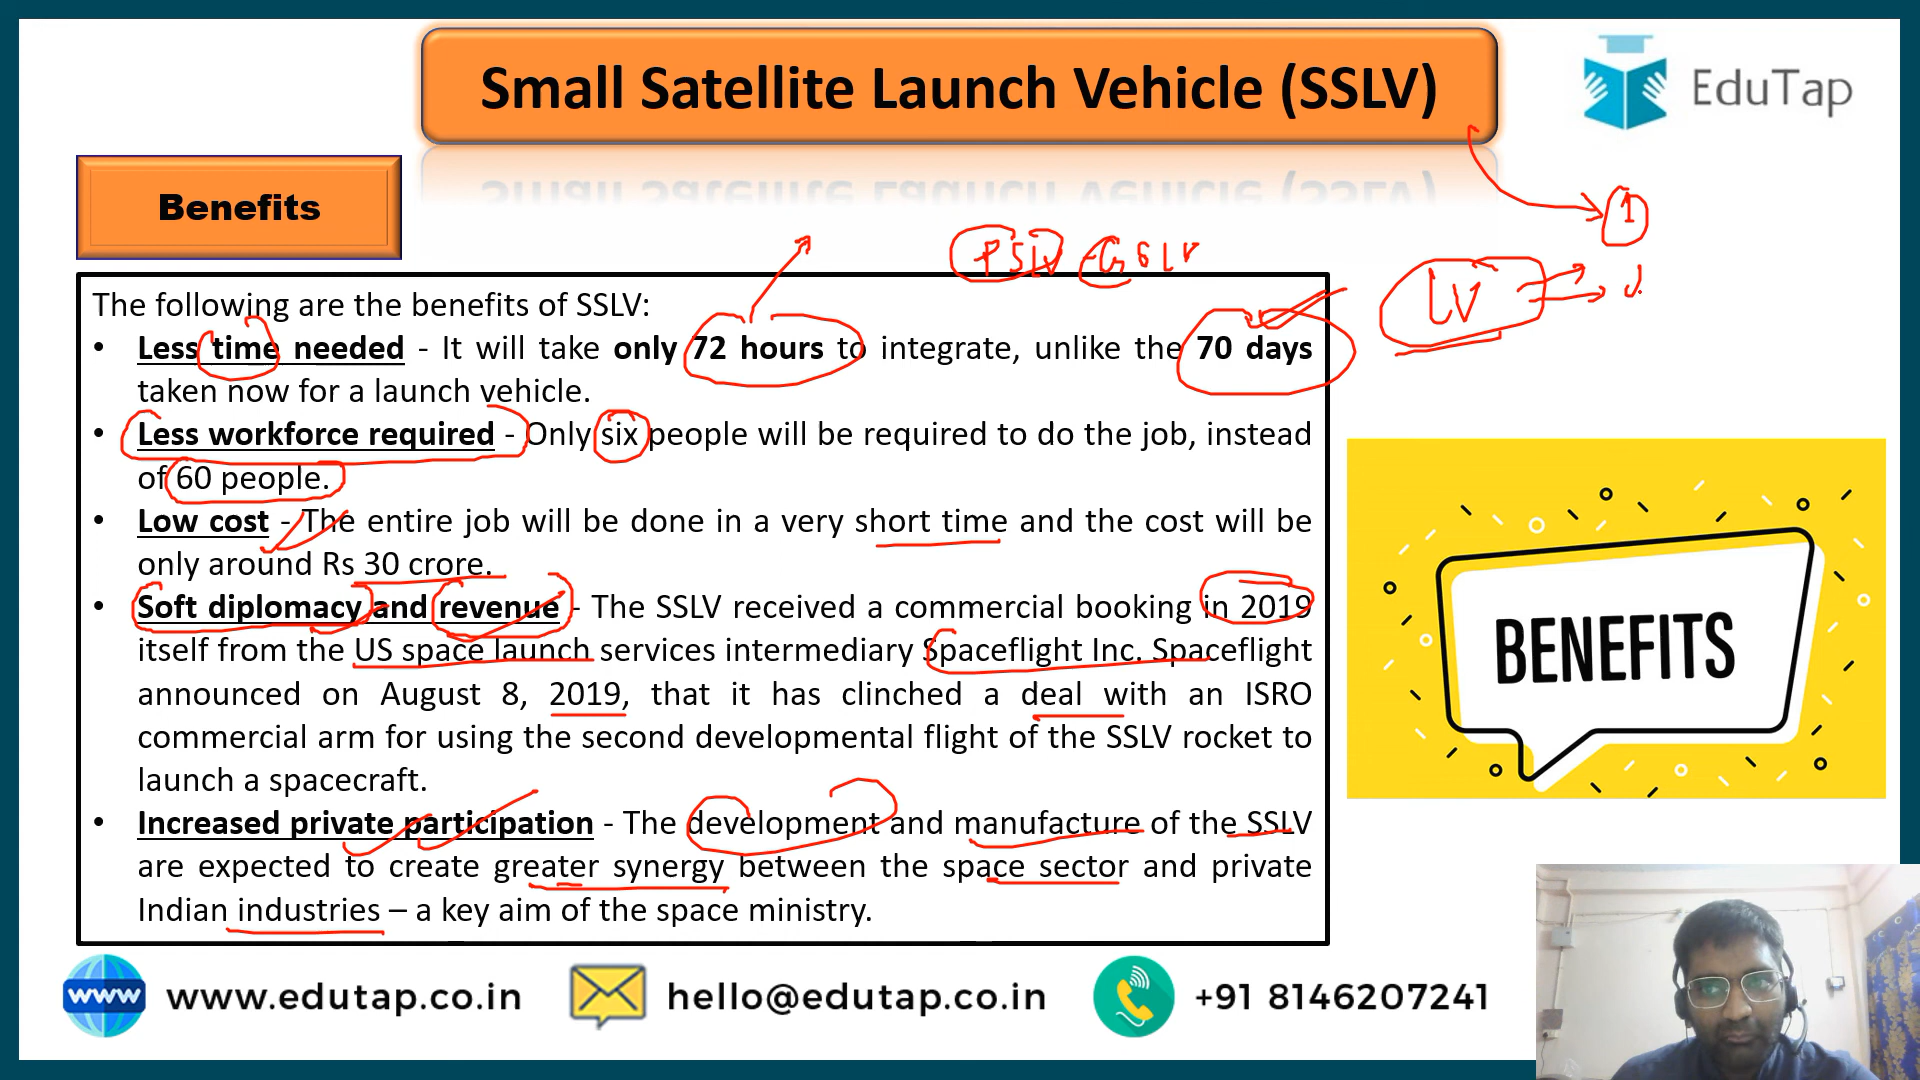 Small Satellite Launch Vehicle (SSLV)
EduTap
Benefits
1
PSLV GSLV
LV
The following are the benefits of SSLV:
• Less time needed - It will take only 72 hours to integrate, unlike the 70 days
taken now for a launch vehicle.
• Less workforce required - Only six people will be required to do the job, instead
of 60 people.
• Low cost - The entire job will be done in a very short time and the cost will be
only around Rs 30 crore.
• Soft diplomacy and revenue - The SSLV received a commercial booking in 2019
itself from the US space launch services intermediary Spaceflight Inc. Spaceflight
announced on August 8, 2019, that it has clinched a deal with an ISRO
commercial arm for using the second developmental flight of the SSLV rocket to
launch a spacecraft.
• Increased private participation - The development and manufacture of the SSLV
are expected to create greater synergy between the space sector and private
Indian industries – a key aim of the space ministry.
BENEFITS
www www.edutap.co.in hello@edutap.co.in +91 8146207241